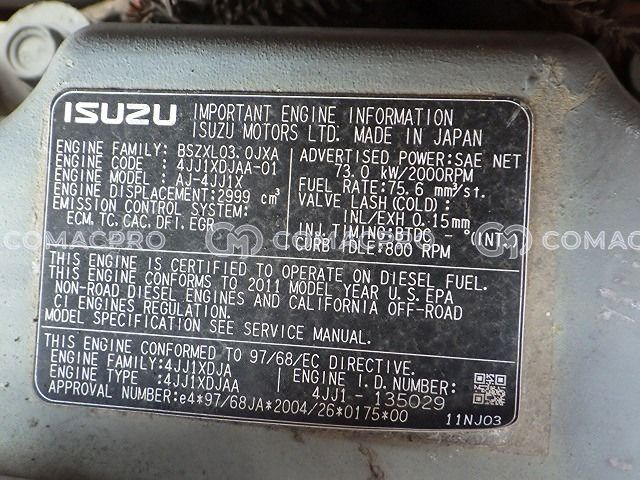 ISUZU IMPORTANT ENGINE INFORMATION
ISUZU MOTORS LTD. MADE IN JAPAN
ENGINE FAMILY: BSZXL03.0JXA
ENGINE CODE : 4JJ1XDJAA-01
ENGINE MODEL : AJ-4JJ1X
ENGINE DISPLACEMENT:2999 cm³
EMISSION CONTROL SYSTEM:
ECM, TC, CAC, DFI, EGR
ADVERTISED POWER:SAE NET
73.0 kW/2000RPM
FUEL RATE:75.6 mm³/st.
VALVE LASH(COLD):
INL/EXH 0.15mm
INJ.TIMING:BTDC -° (INT.)
CURB IDLE:800 RPM
COMACPRO CM COMACPRO CM COMACPRO
THIS ENGINE IS CERTIFIED TO OPERATE ON DIESEL FUEL.
THIS ENGINE CONFORMS TO 2011 MODEL YEAR U.S.EPA
NON-ROAD DIESEL ENGINES AND CALIFORNIA OFF-ROAD
CI ENGINES REGULATION.
MODEL SPECIFICATION SEE SERVICE MANUAL.
THIS ENGINE CONFORMED TO 97/68/EC DIRECTIVE.
ENGINE FAMILY:4JJ1XDJA
ENGINE TYPE :4JJ1XDJAA
ENGINE I.D. NUMBER:
4JJ1 - 135029
APPROVAL NUMBER:e4*97/68JA*2004/26*0175*00
11NJ03